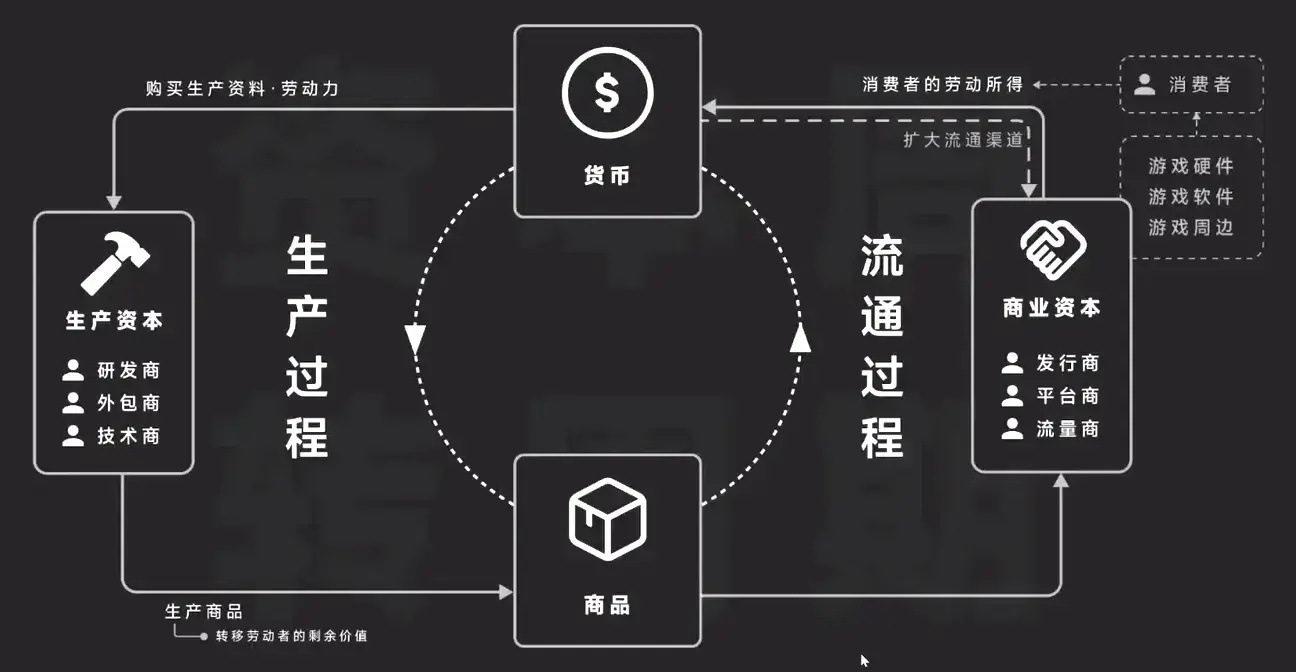 购买生产资料·劳动力
$
货币
消费者的劳动所得
消费者
扩大流通渠道
游戏硬件
游戏软件
游戏周边
生产资本
研发商
外包商
技术商
生产过程
流通过程
商业资本
发行商
平台商
流量商
商品
生产商品
转移劳动者的剩余价值